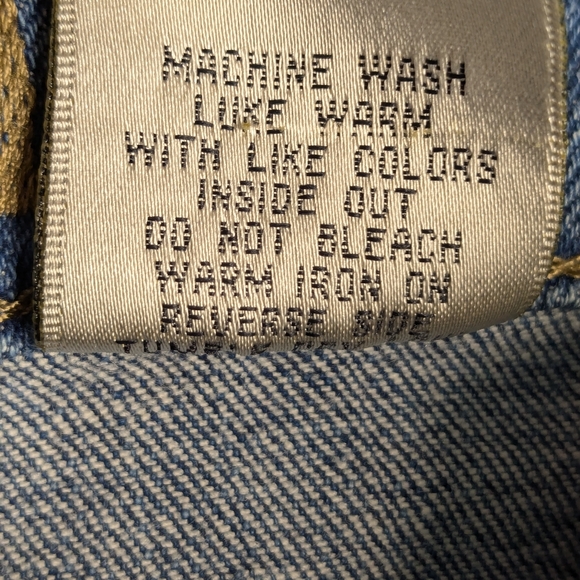 MACHINE WASH
LUKE WARM
WITH LIKE COLORS
INSIDE OUT
DO NOT BLEACH
WARM IRON ON
REVERSE SIDE